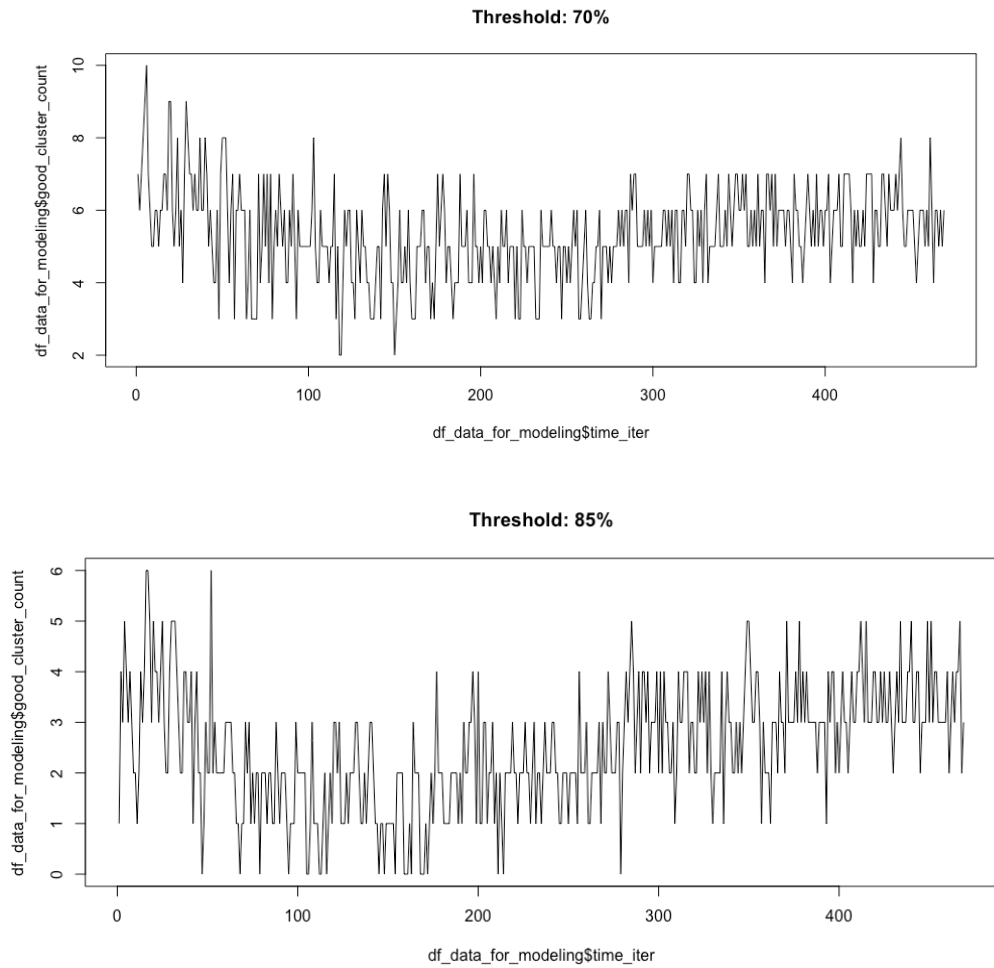 Threshold: 70%
df_data_for_modeling$good_cluster_count
10
8
6
4
2
0 100 200 300 400
df_data_for_modeling$time_iter
Threshold: 85%
df_data_for_modeling$good_cluster_count
6
5
4
3
2
1
0
0 100 200 300 400
df_data_for_modeling$time_iter